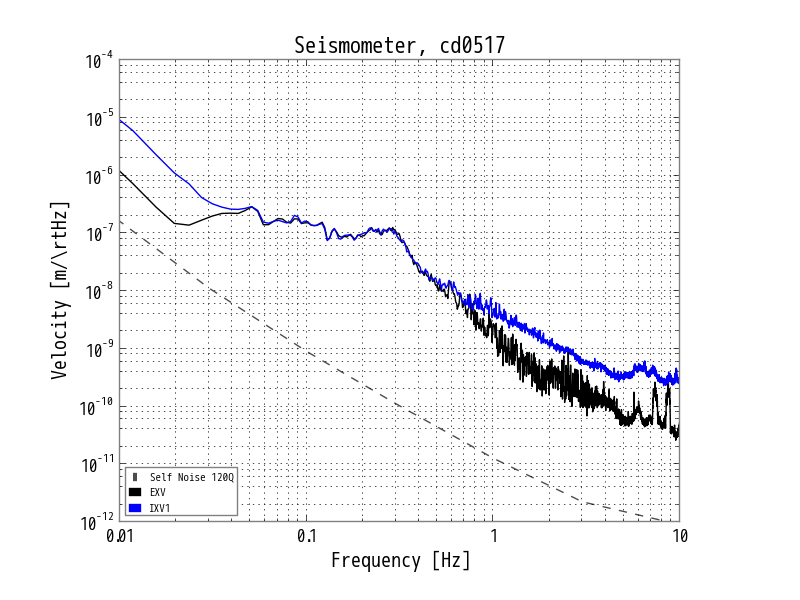 Seismometer, cd0517
10-4
10-5
10-6
10-7
10-8
10-9
10-10
10-11
10-12
Velocity [m/\rtHz]
Self Noise 120Q
EXV
IXV1
0.01 0.1 1 10
Frequency [Hz]